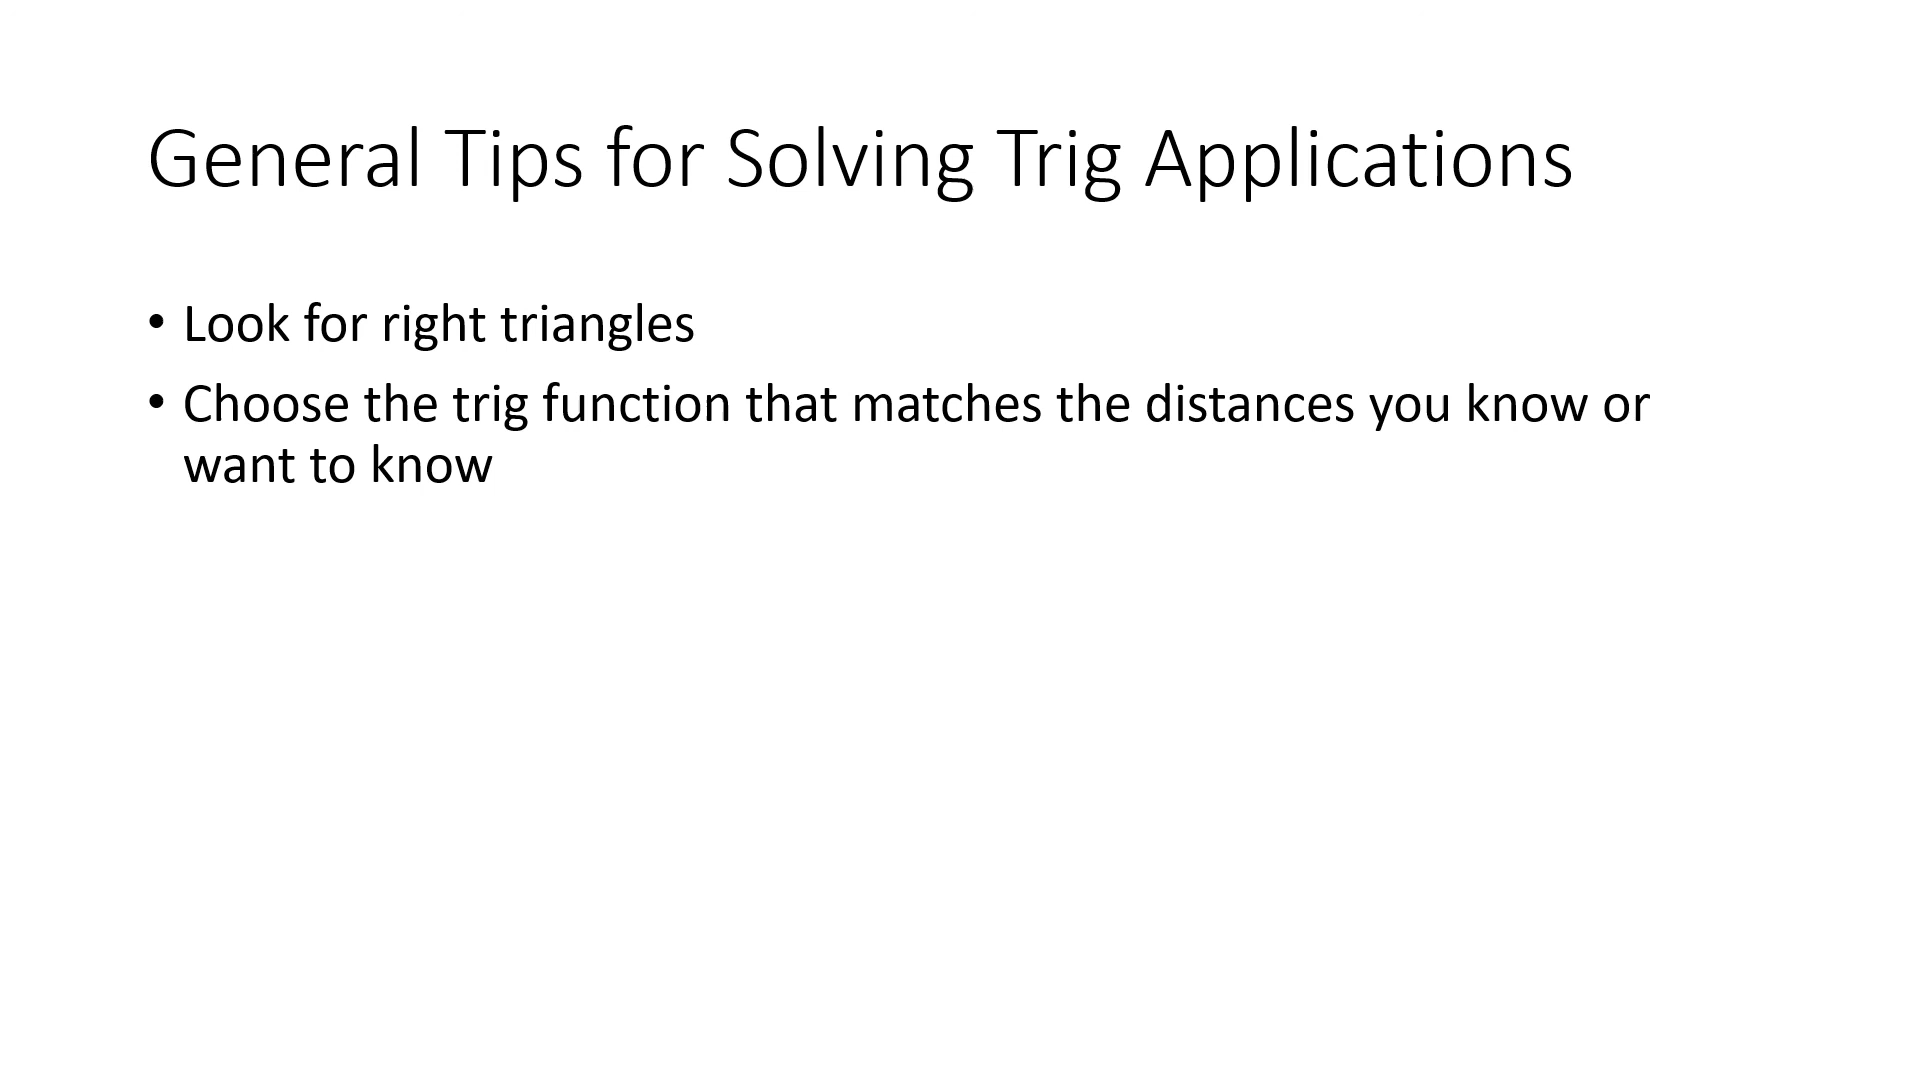 General Tips for Solving Trig Applications
• Look for right triangles
• Choose the trig function that matches the distances you know or
want to know